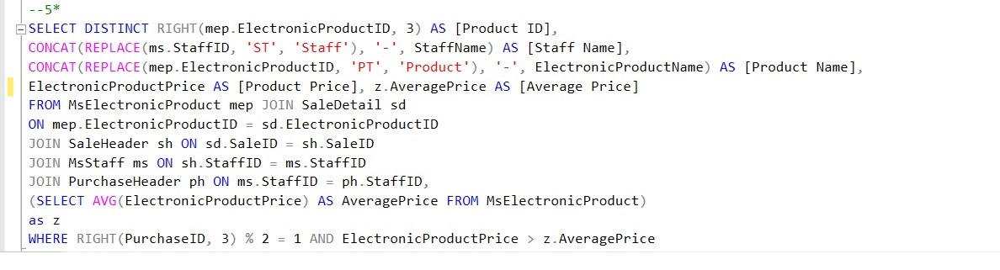 --5*
SELECT DISTINCT RIGHT(mep.ElectronicProductID, 3) AS [Product ID],
CONCAT(REPLACE(ms.StaffID, 'ST', 'Staff'), '-', StaffName) AS [Staff Name],
CONCAT(REPLACE(mep.ElectronicProductID, 'PT', 'Product'), '-', ElectronicProductName) AS [Product Name],
ElectronicProductPrice AS [Product Price], z.AveragePrice AS [Average Price]
FROM MsElectronicProduct mep JOIN SaleDetail sd
ON mep.ElectronicProductID = sd.ElectronicProductID
JOIN SaleHeader sh ON sd.SaleID = sh.SaleID
JOIN MsStaff ms ON sh.StaffID = ms.StaffID
JOIN PurchaseHeader ph ON ms.StaffID = ph.StaffID,
(SELECT AVG(ElectronicProductPrice) AS AveragePrice FROM MsElectronicProduct)
as z
WHERE RIGHT(PurchaseID, 3) % 2 = 1 AND ElectronicProductPrice > z.AveragePrice